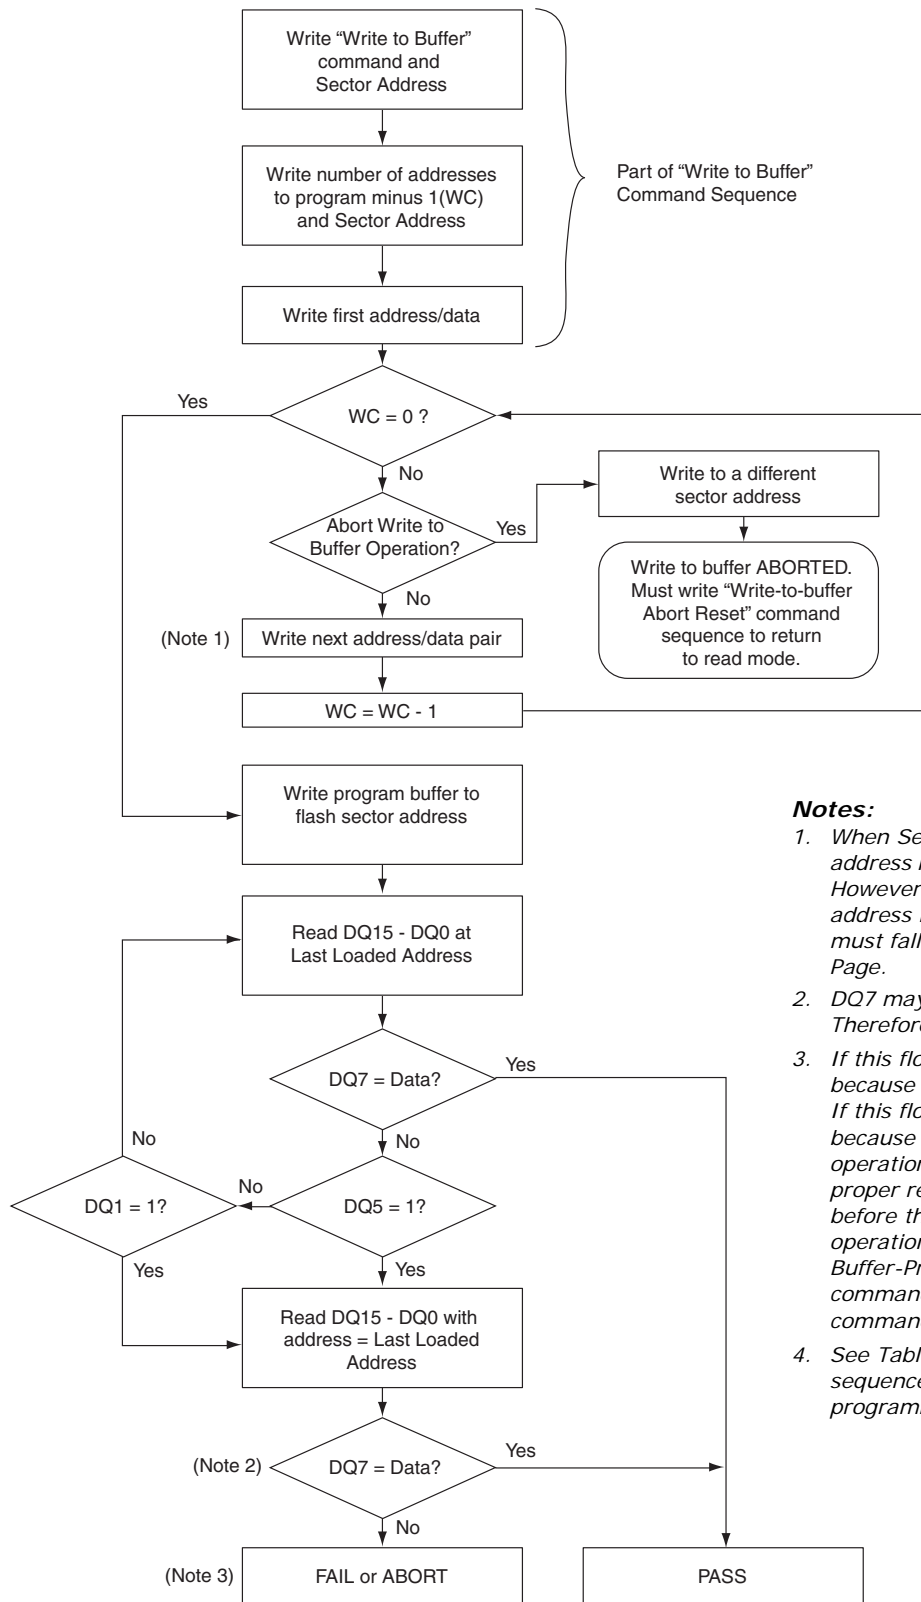 Write “Write to Buffer”
command and
Sector Address
Write number of addresses
to program minus 1(WC)
and Sector Address
Part of “Write to Buffer”
Command Sequence
Write first address/data
Yes
WC = 0 ?
No
Write to a different
sector address
Abort Write to
Buffer Operation?
Yes
Write to buffer ABORTED.
Must write “Write-to-buffer
Abort Reset” command
sequence to return
to read mode.
No
(Note 1)
Write next address/data pair
WC = WC - 1
Write program buffer to
flash sector address
Notes:
1. When Se
address
However
address
must fall
Page.
2. DQ7 may
Therefore
3. If this flo
because
If this flo
because
operation
proper re
before th
operation
Buffer-Pr
comman
comman
4. See Tabl
sequence
program
Read DQ15 - DQ0 at
Last Loaded Address
DQ7 = Data?
Yes
No
No
DQ1 = 1?
No
DQ5 = 1?
Yes
Yes
Read DQ15 - DQ0 with
address = Last Loaded
Address
(Note 2)
DQ7 = Data?
Yes
No
(Note 3)
FAIL or ABORT
PASS